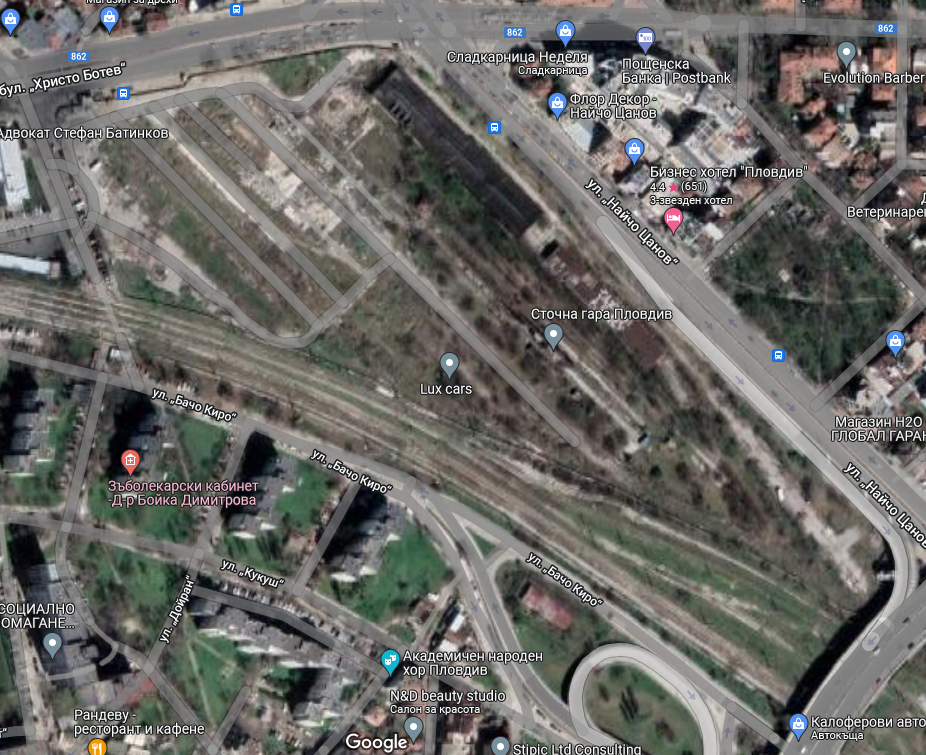 Магазин за дрехи
862
862
862
бул. „Христо Ботев“
Сладкарница Неделя
Сладкарница
Пощенска
Банка | Postbank
Evolution Barber
Флор Декор -
Найчо Цанов
Адвокат Стефан Батинков
Бизнес хотел "Пловдив"
4.4 ★ (651)
3-звезден хотел
ул. „Найчо Цанов“
Ветеринарен
Сточна гара Пловдив
Lux cars
ул. „Бачо Киро“
Магазин H2O
ГЛОБАЛ ГАРАН
ул. „Бачо Киро“
Зъболекарски кабинет
-Д-р Бойка Димитрова
ул. „Найчо Цанов
ул. „Бачо Киро“
ул. „Кукуш“
ул. „Дойран“
СОЦИАЛНО
ПОМАГАНЕ...
Академичен народен
хор Пловдив
N&D beauty studio
Салон за красота
Рандеву -
ресторант и кафене
Google
Stipic Ltd Consulting
Калоферови авто
Автокъща